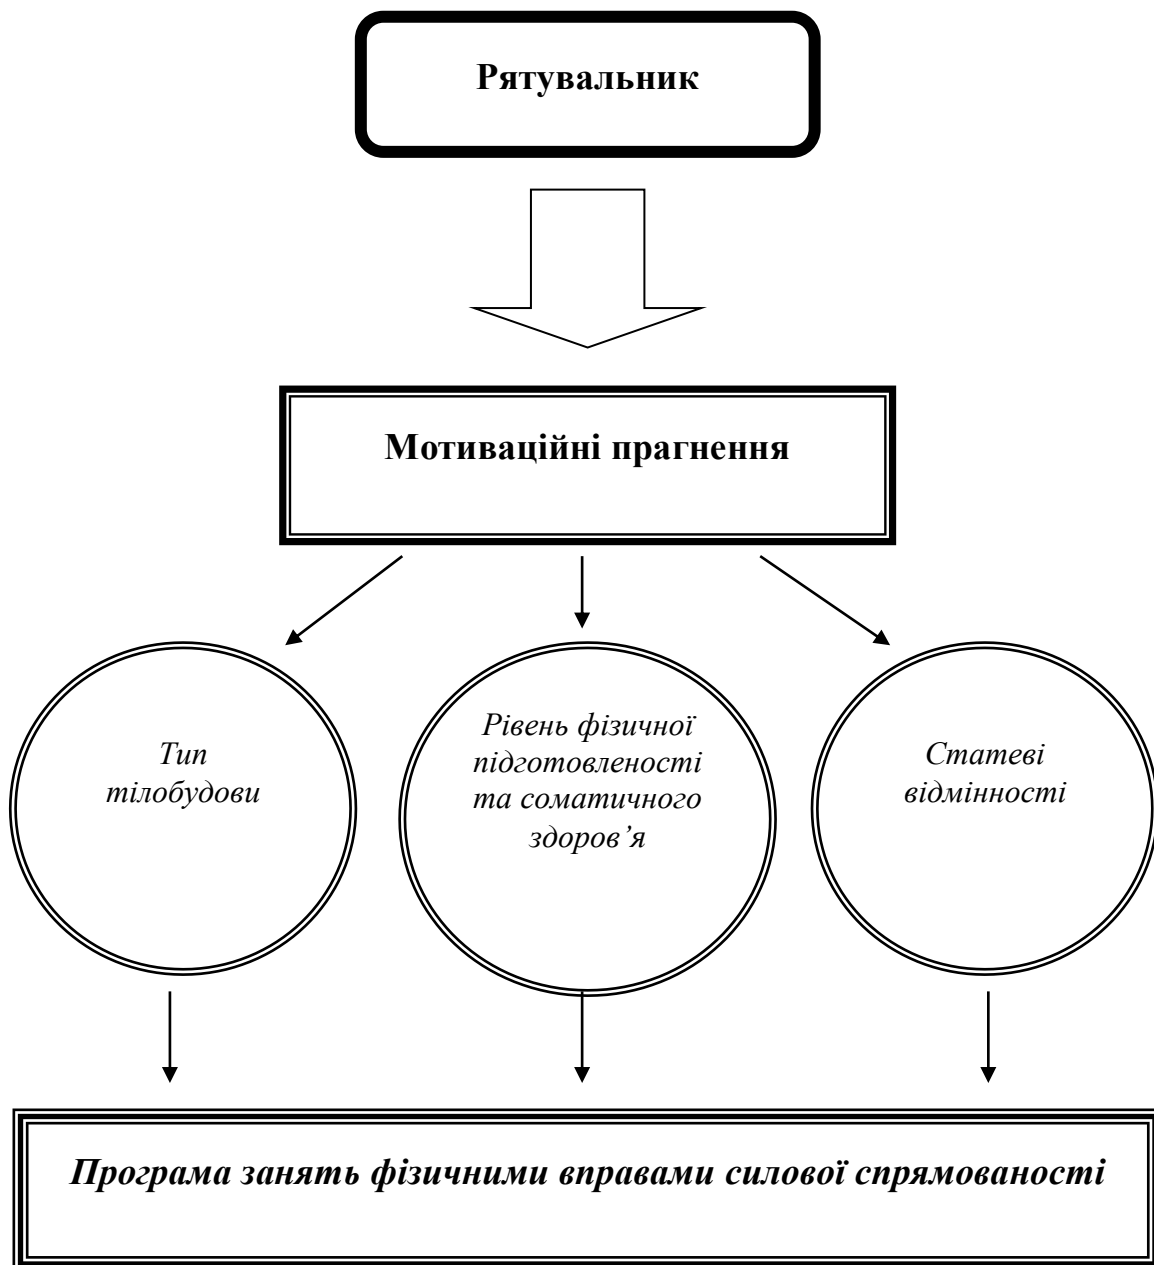 Рятувальник
Мотиваційні прагнення
Тип
тілобудови
Рівень фізичної
підготовленості
та соматичного
здоров’я
Статеві
відмінності
Програма занять фізичними вправами силової спрямованості